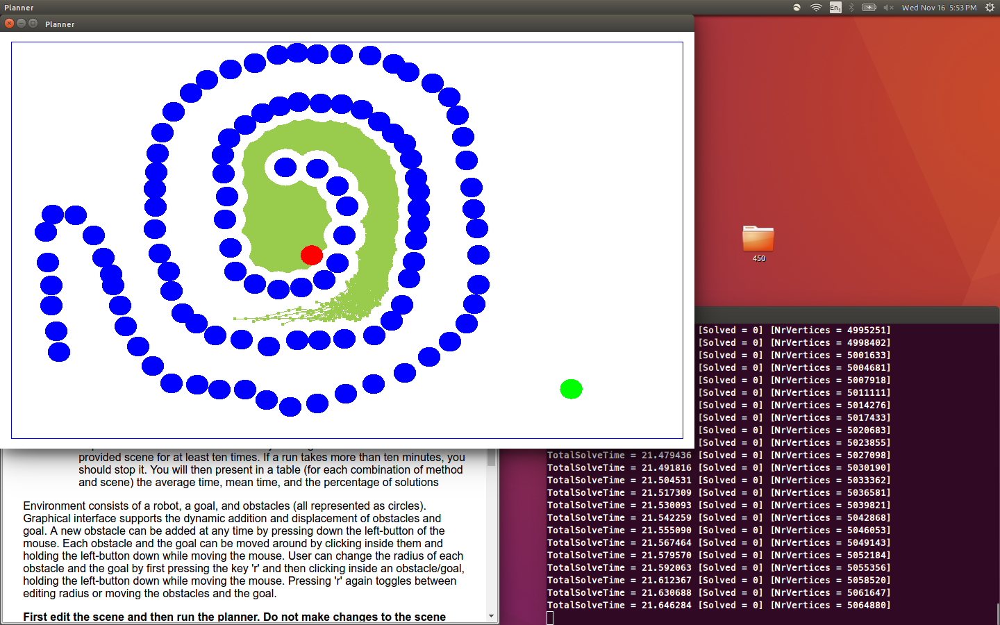 Planner
En1
Wed Nov 16 5:53 PM
Planner
450
[Solved = 0] [NrVertices = 4995251]
[Solved = 0] [NrVertices = 4998402]
[Solved = 0] [NrVertices = 5001633]
[Solved = 0] [NrVertices = 5004681]
[Solved = 0] [NrVertices = 5007918]
[Solved = 0] [NrVertices = 5011111]
[Solved = 0] [NrVertices = 5014276]
[Solved = 0] [NrVertices = 5017433]
[Solved = 0] [NrVertices = 5020683]
[Solved = 0] [NrVertices = 5023855]
TotalSolveTime = 21.479436 [Solved = 0] [NrVertices = 5027098]
TotalSolveTime = 21.491816 [Solved = 0] [NrVertices = 5030190]
TotalSolveTime = 21.504531 [Solved = 0] [NrVertices = 5033362]
TotalSolveTime = 21.517309 [Solved = 0] [NrVertices = 5036581]
TotalSolveTime = 21.530093 [Solved = 0] [NrVertices = 5039821]
TotalSolveTime = 21.542259 [Solved = 0] [NrVertices = 5042868]
TotalSolveTime = 21.555090 [Solved = 0] [NrVertices = 5046053]
TotalSolveTime = 21.567464 [Solved = 0] [NrVertices = 5049143]
TotalSolveTime = 21.579570 [Solved = 0] [NrVertices = 5052184]
TotalSolveTime = 21.592063 [Solved = 0] [NrVertices = 5055356]
TotalSolveTime = 21.612367 [Solved = 0] [NrVertices = 5058520]
TotalSolveTime = 21.630688 [Solved = 0] [NrVertices = 5061647]
TotalSolveTime = 21.646284 [Solved = 0] [NrVertices = 5064880]
provided scene for at least ten times. If a run takes more than ten minutes, you
should stop it. You will then present in a table (for each combination of method
and scene) the average time, mean time, and the percentage of solutions
Environment consists of a robot, a goal, and obstacles (all represented as circles).
Graphical interface supports the dynamic addition and displacement of obstacles and
goal. A new obstacle can be added at any time by pressing down the left-button of the
mouse. Each obstacle and the goal can be moved around by clicking inside them and
holding the left-button down while moving the mouse. User can change the radius of each
obstacle and the goal by first pressing the key 'r' and then clicking inside an obstacle/goal,
holding the left-button down while moving the mouse. Pressing 'r' again toggles between
editing radius or moving the obstacles and the goal.
First edit the scene and then run the planner. Do not make changes to the scene